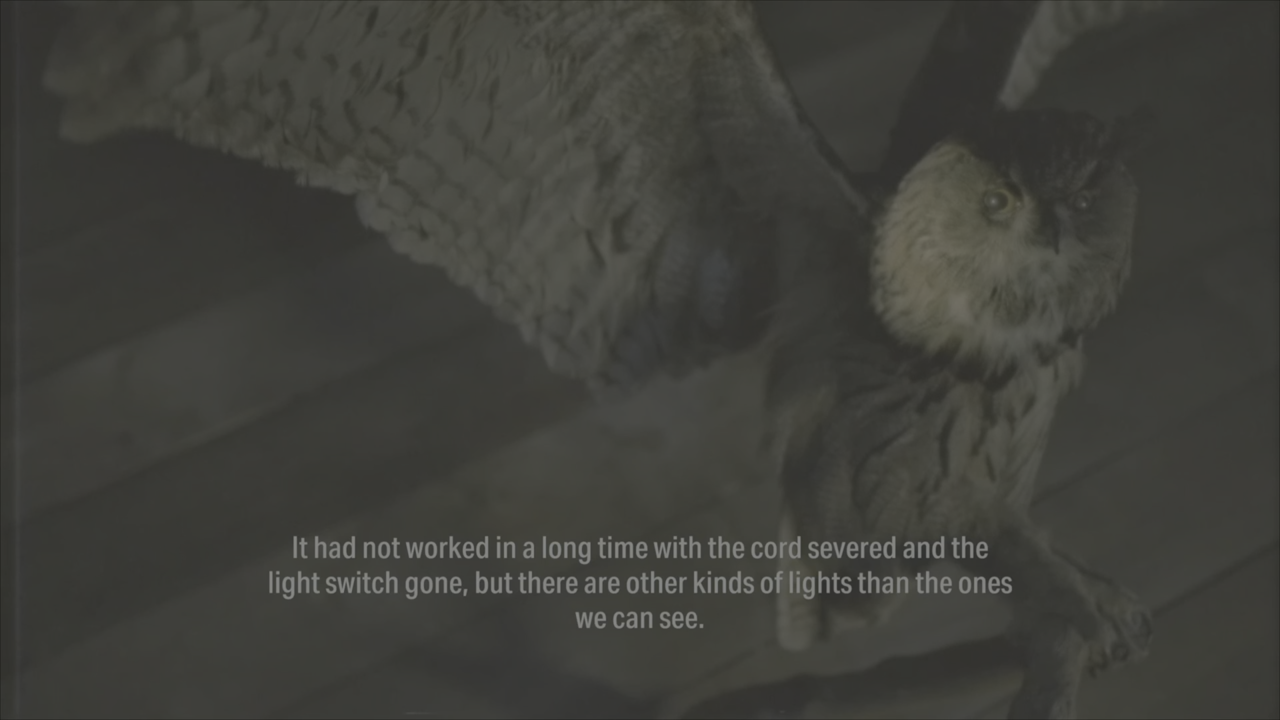 It had not worked in a long time with the cord severed and the
light switch gone, but there are other kinds of lights than the ones
we can see.